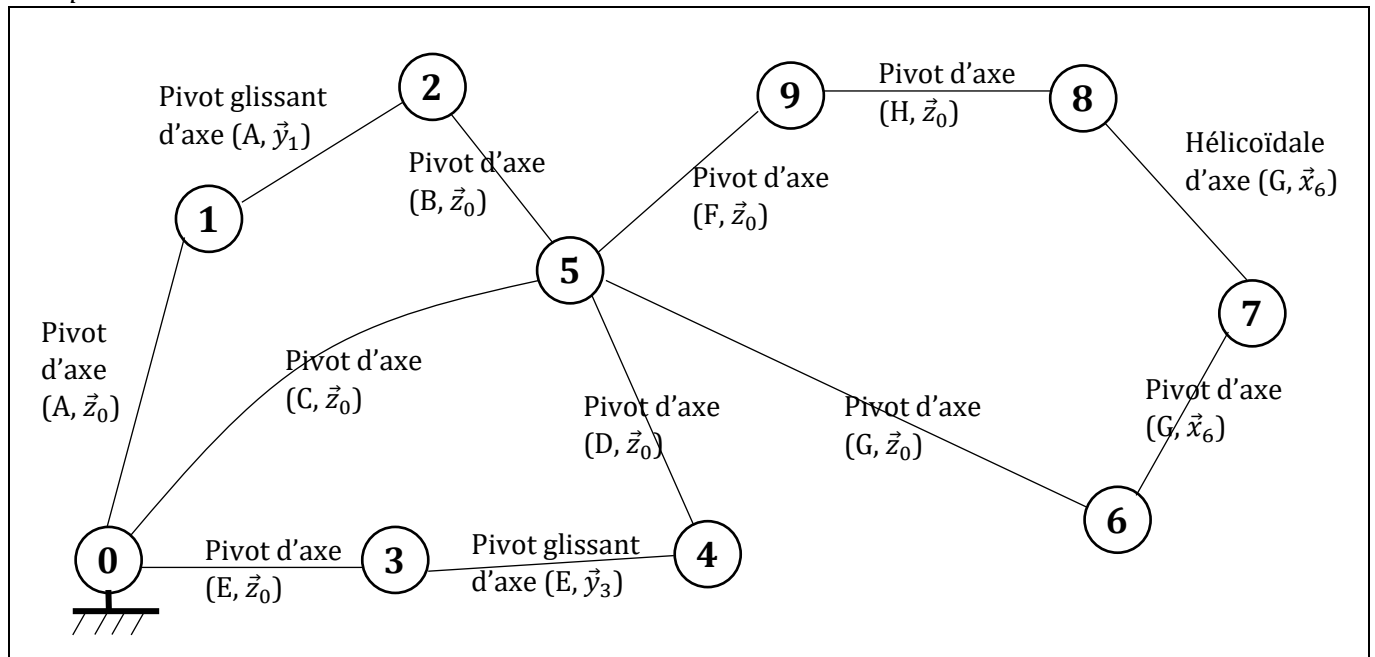 2
9
Pivot d'axe
(H, z⃗₀)
8
Pivot glissant
d'axe (A, y⃗₁)
Hélicoïdale
d'axe (G, x⃗₆)
Pivot d'axe
(B, z⃗₀)
Pivot d'axe
(F, z⃗₀)
1
5
7
Pivot
d'axe
(A, z⃗₀)
Pivot d'axe
(C, z⃗₀)
Pivot d'axe
(D, z⃗₀)
Pivot d'axe
(G, z⃗₀)
Pivot d'axe
(G, x⃗₆)
6
0
Pivot d'axe
(E, z⃗₀)
3
Pivot glissant
d'axe (E, y⃗₃)
4